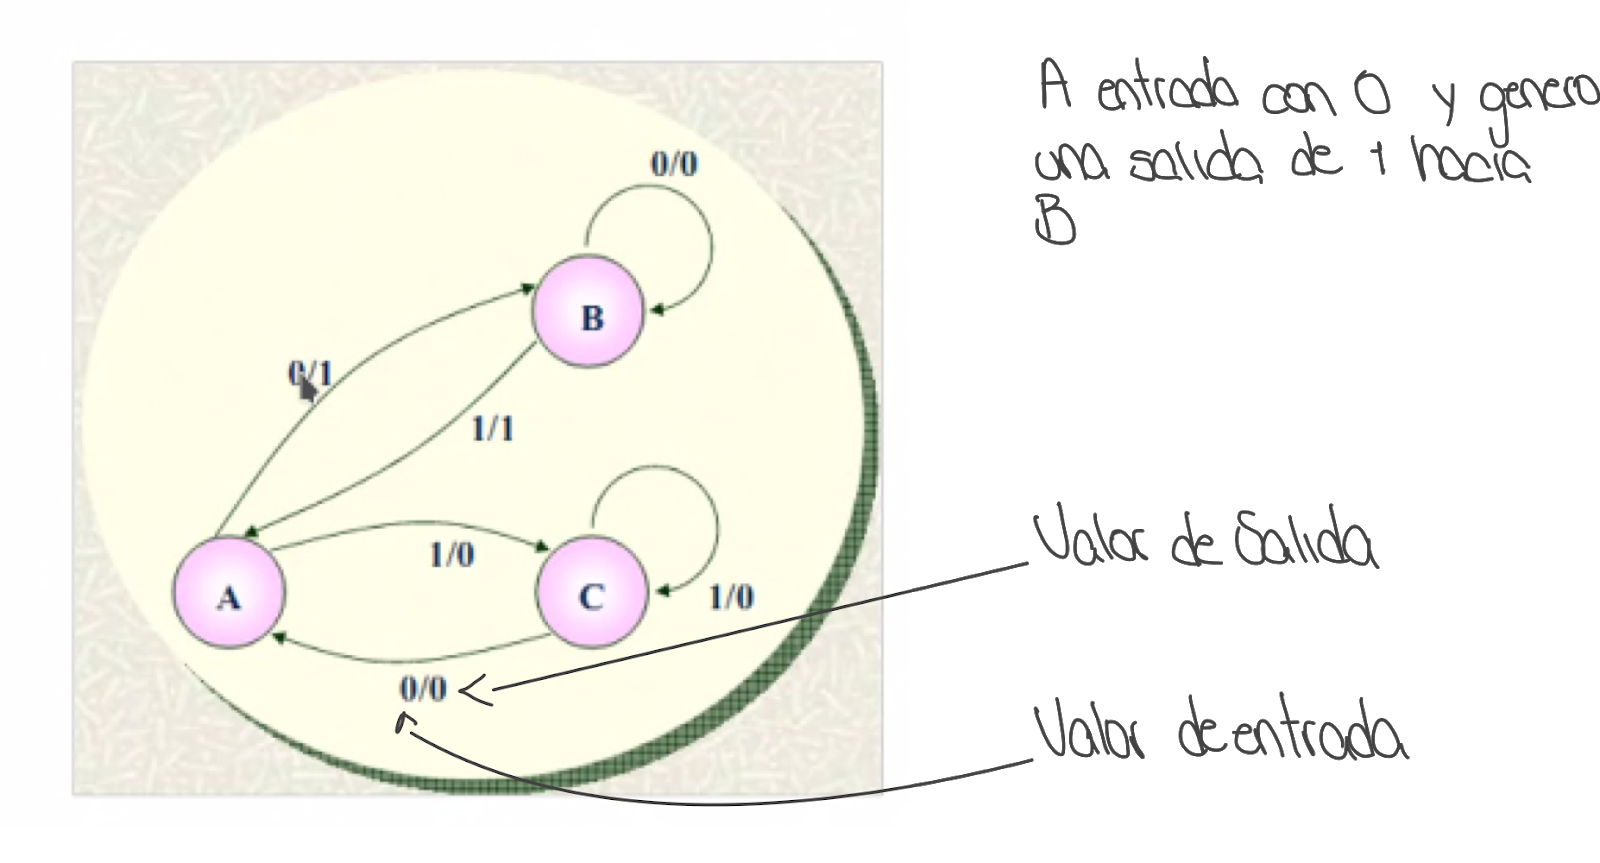 A entrada con 0 y genero
una salida de 1 hacia
B
0/0
B
0/1
1/1
1/0
A
C
1/0
0/0
Valor de Salida
Valor de entrada